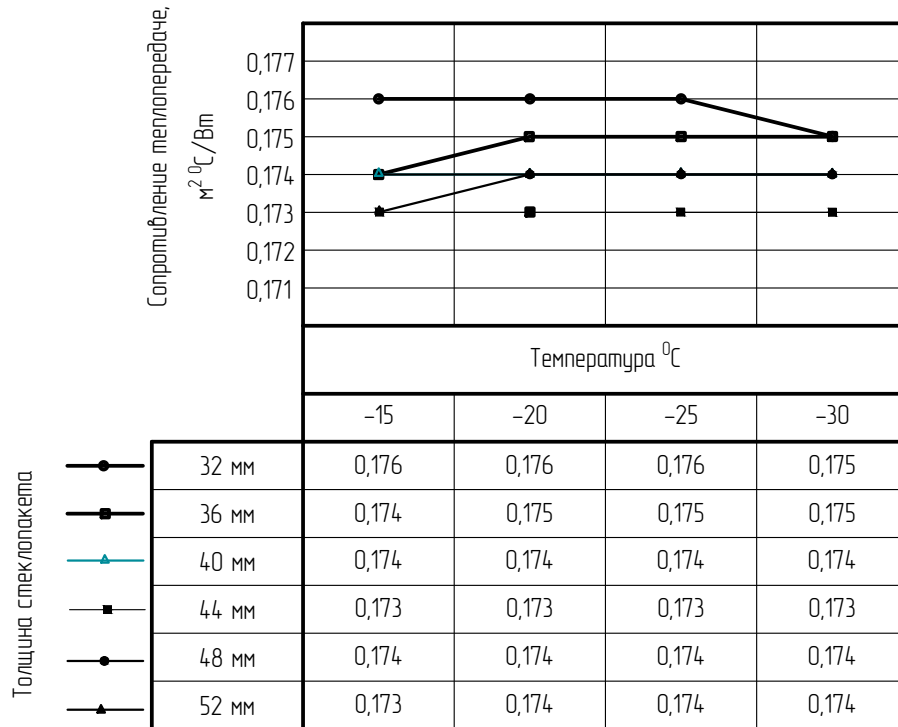 Сопротивление теплопередаче,
м² ⁰С/Вт
0,177
0,176
0,175
0,174
0,173
0,172
0,171
Температура ⁰С
–15 –20 –25 –30
Толщина стеклопакета
32 мм 0,176 0,176 0,176 0,175
36 мм 0,174 0,175 0,175 0,175
40 мм 0,174 0,174 0,174 0,174
44 мм 0,173 0,173 0,173 0,173
48 мм 0,174 0,174 0,174 0,174
52 мм 0,173 0,174 0,174 0,174